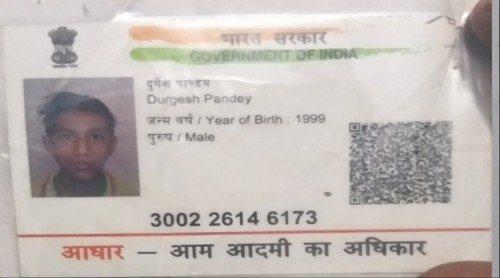 भारत सरकार
GOVERNMENT OF INDIA
दुर्गेश पाण्डेय
Durgesh Pandey
जन्म वर्ष / Year of Birth : 1999
पुरुष / Male
3002 2614 6173
आधार — आम आदमी का अधिकार